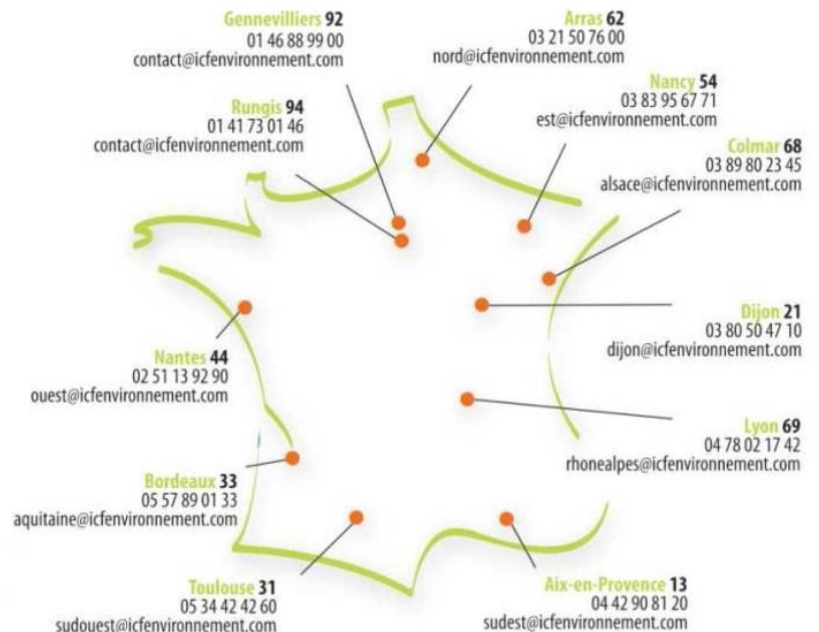 Gennevilliers 92
01 46 88 99 00
contact@icfenvironnement.com
Arras 62
03 21 50 76 00
nord@icfenvironnement.com
Nancy 54
03 83 95 67 71
est@icfenvironnement.com
Rungis 94
01 41 73 01 46
contact@icfenvironnement.com
Colmar 68
03 89 80 23 45
alsace@icfenvironnement.com
Dijon 21
03 80 50 47 10
dijon@icfenvironnement.com
Nantes 44
02 51 13 92 90
ouest@icfenvironnement.com
Lyon 69
04 78 02 17 42
rhonealpes@icfenvironnement.com
Bordeaux 33
05 57 89 01 33
aquitaine@icfenvironnement.com
Toulouse 31
05 34 42 42 60
sudouest@icfenvironnement.com
Aix-en-Provence 13
04 42 90 81 20
sudest@icfenvironnement.com